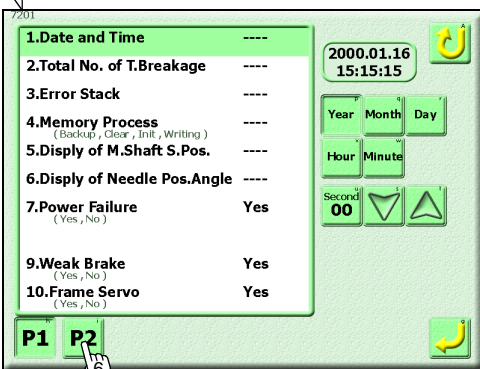 7201
1.Date and Time ----
2.Total No. of T.Breakage ----
3.Error Stack ----
4.Memory Process ----
(Backup , Clear , Init , Writing )
5.Disply of M.Shaft S.Pos. ----
6.Disply of Needle Pos.Angle ----
7.Power Failure Yes
( Yes , No )
9.Weak Brake Yes
( Yes , No )
10.Frame Servo Yes
( Yes , No )
2000.01.16
15:15:15
A
p q r
Year Month Day
x w
Hour Minute
u s t
Second
00
h i
P1 P2
q
6